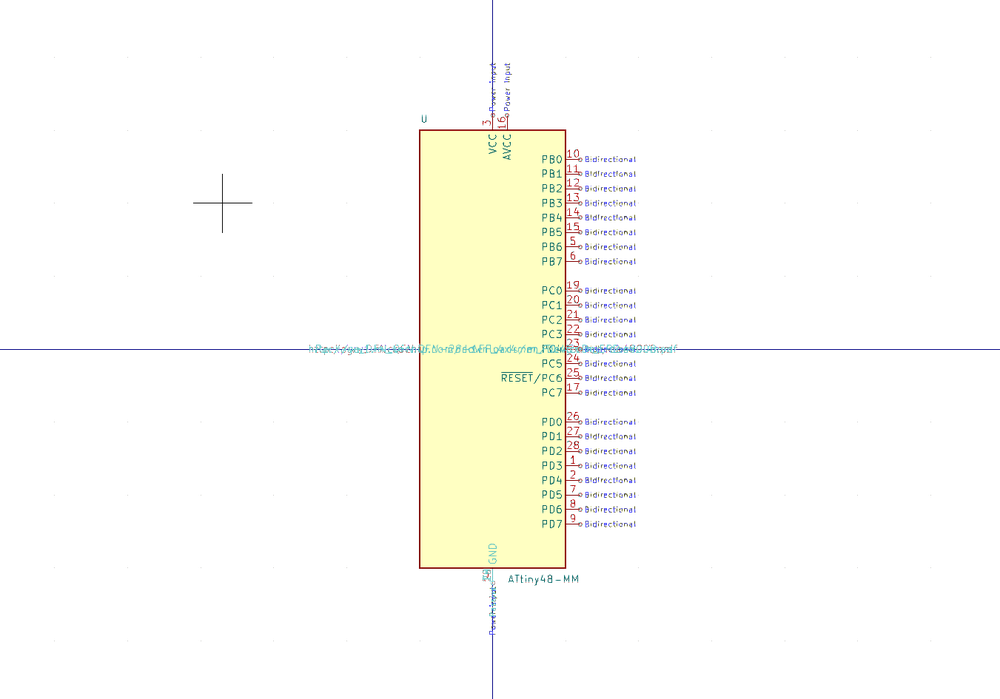 Power Input
Power Input
U
3
16
VCC
AVCC
PB0 10 Bidirectional
PB1 11 Bidirectional
PB2 12 Bidirectional
PB3 13 Bidirectional
PB4 14 Bidirectional
PB5 15 Bidirectional
PB6 5 Bidirectional
PB7 6 Bidirectional
PC0 19 Bidirectional
PC1 20 Bidirectional
PC2 21 Bidirectional
PC3 22 Bidirectional
23
PC5 24 Bidirectional
RESET/PC6 25 Bidirectional
PC7 17 Bidirectional
PD0 26 Bidirectional
PD1 27 Bidirectional
PD2 28 Bidirectional
PD3 1 Bidirectional
PD4 2 Bidirectional
PD5 7 Bidirectional
PD6 8 Bidirectional
PD7 9 Bidirectional
GND
ATtiny48-MM
Power Input